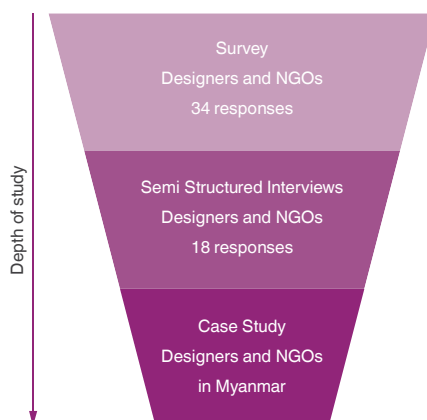 Survey
Designers and NGOs
34 responses
Depth of study
Semi Structured Interviews
Designers and NGOs
18 responses
Case Study
Designers and NGOs
in Myanmar